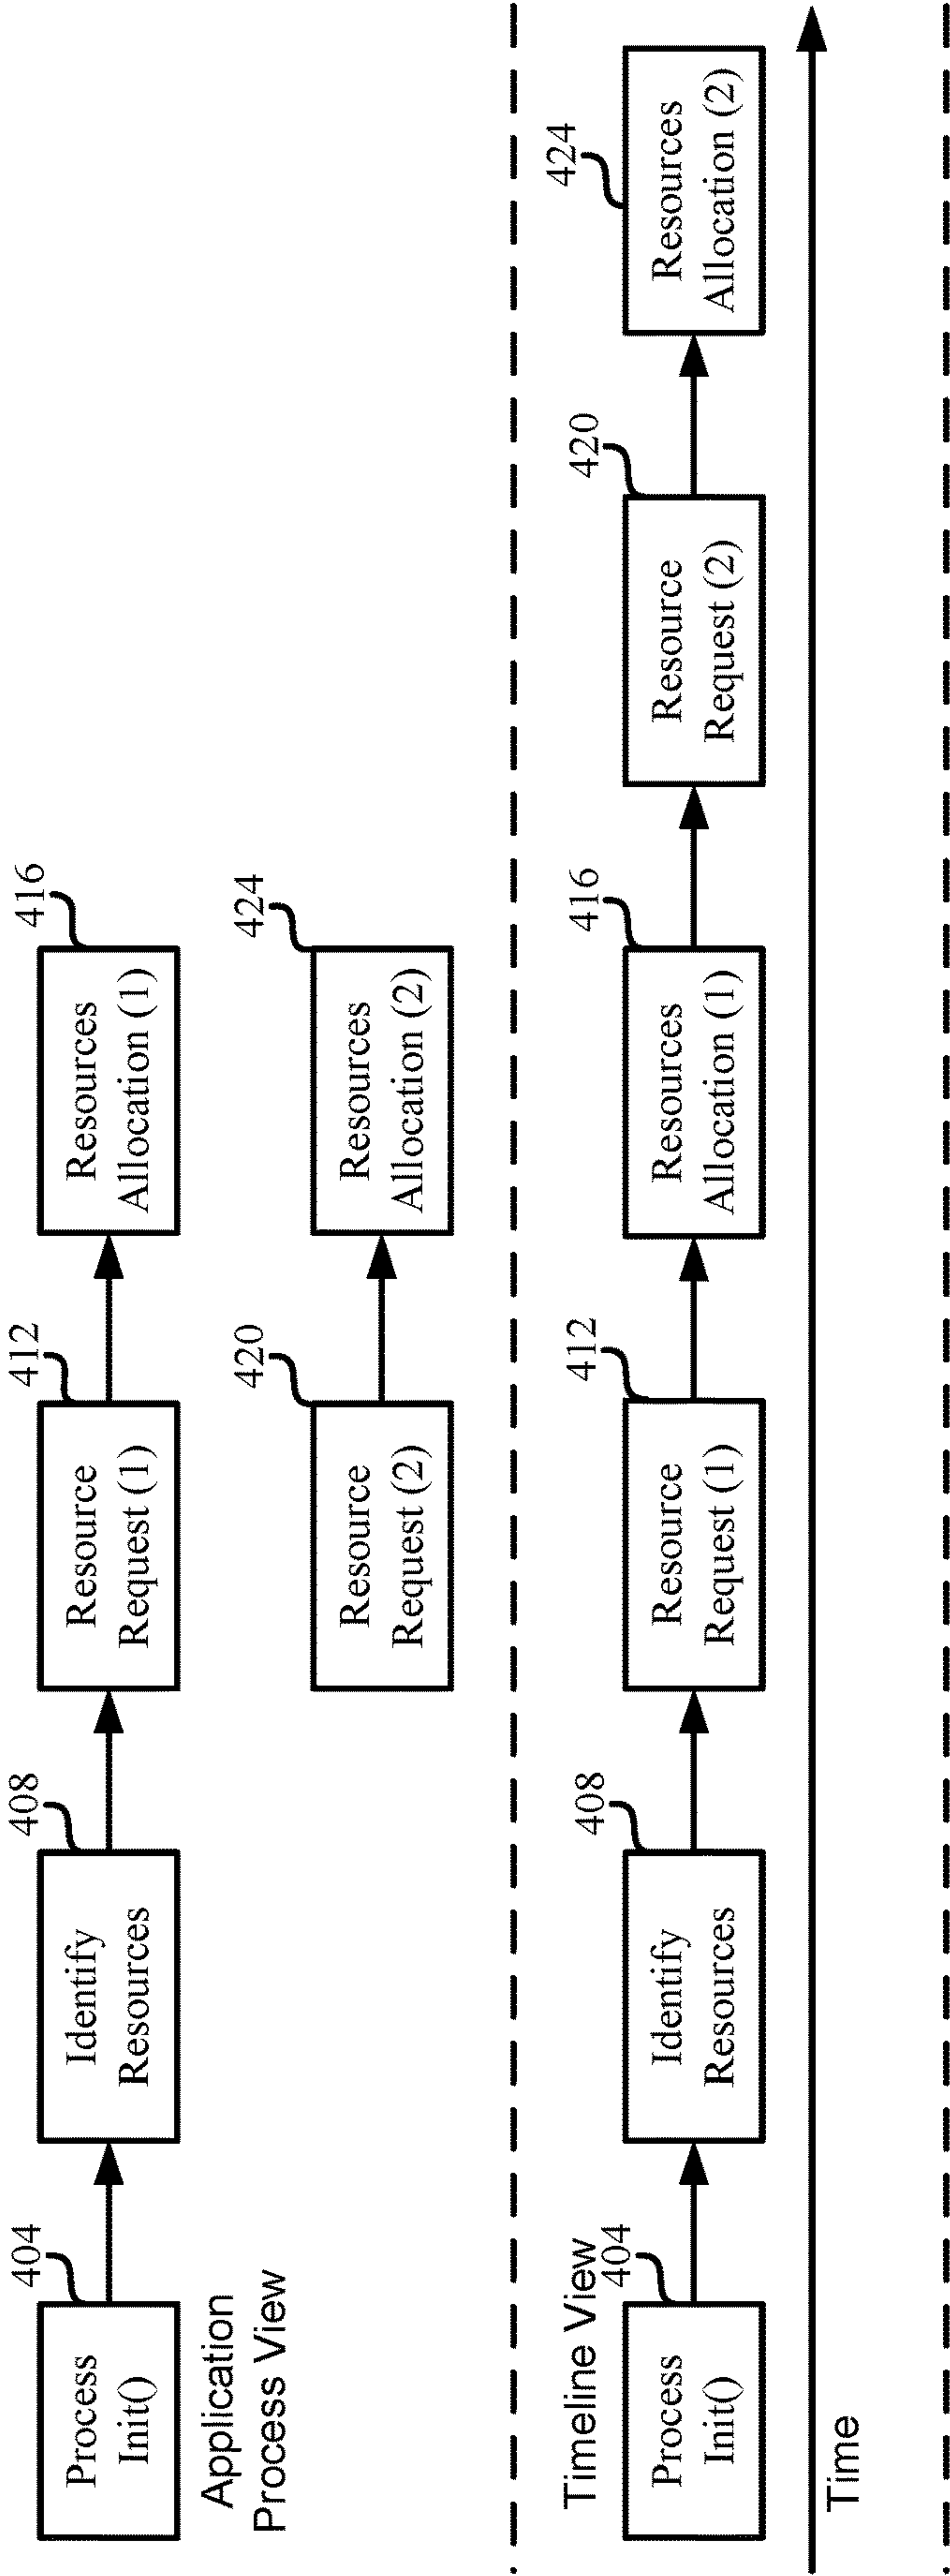 404
Process
Init()
408
Identify
Resources
412
Resource
Request (1)
416
Resources
Allocation (1)
Application
Process View
420
Resource
Request (2)
424
Resources
Allocation (2)
Timeline View
404
Process
Init()
408
Identify
Resources
412
Resource
Request (1)
416
Resources
Allocation (1)
420
Resource
Request (2)
424
Resources
Allocation (2)
Time